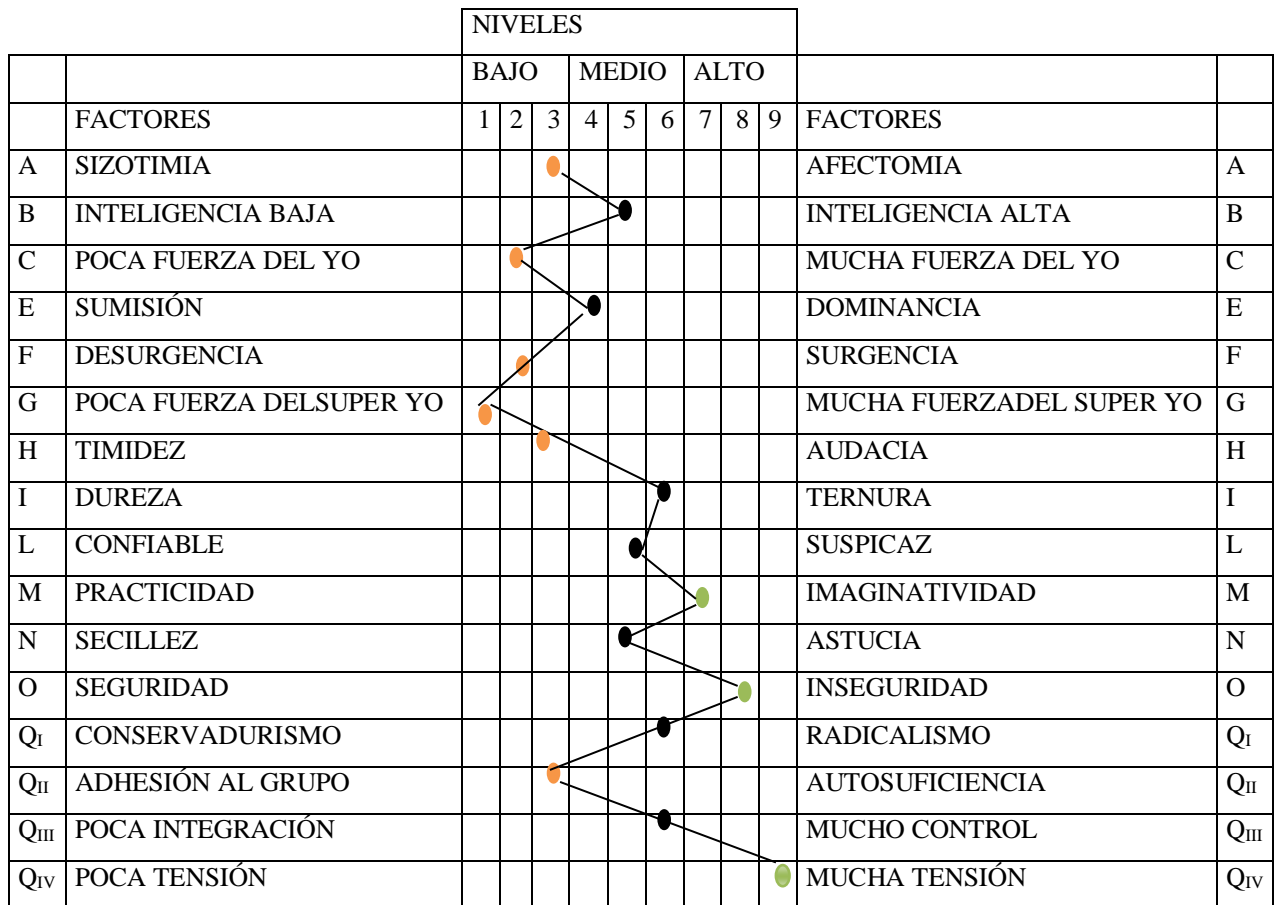 NIVELES
BAJO MEDIO ALTO
FACTORES 1 2 3 4 5 6 7 8 9 FACTORES
A SIZOTIMIA AFECTOMIA A
B INTELIGENCIA BAJA INTELIGENCIA ALTA B
C POCA FUERZA DEL YO MUCHA FUERZA DEL YO C
E SUMISIÓN DOMINANCIA E
F DESURGENCIA SURGENCIA F
G POCA FUERZA DELSUPER YO MUCHA FUERZADEL SUPER YO G
H TIMIDEZ AUDACIA H
I DUREZA TERNURA I
L CONFIABLE SUSPICAZ L
M PRACTICIDAD IMAGINATIVIDAD M
N SECILLEZ ASTUCIA N
O SEGURIDAD INSEGURIDAD O
QI CONSERVADURISMO RADICALISMO QI
QII ADHESIÓN AL GRUPO AUTOSUFICIENCIA QII
QIII POCA INTEGRACIÓN MUCHO CONTROL QIII
QIV POCA TENSIÓN MUCHA TENSIÓN QIV